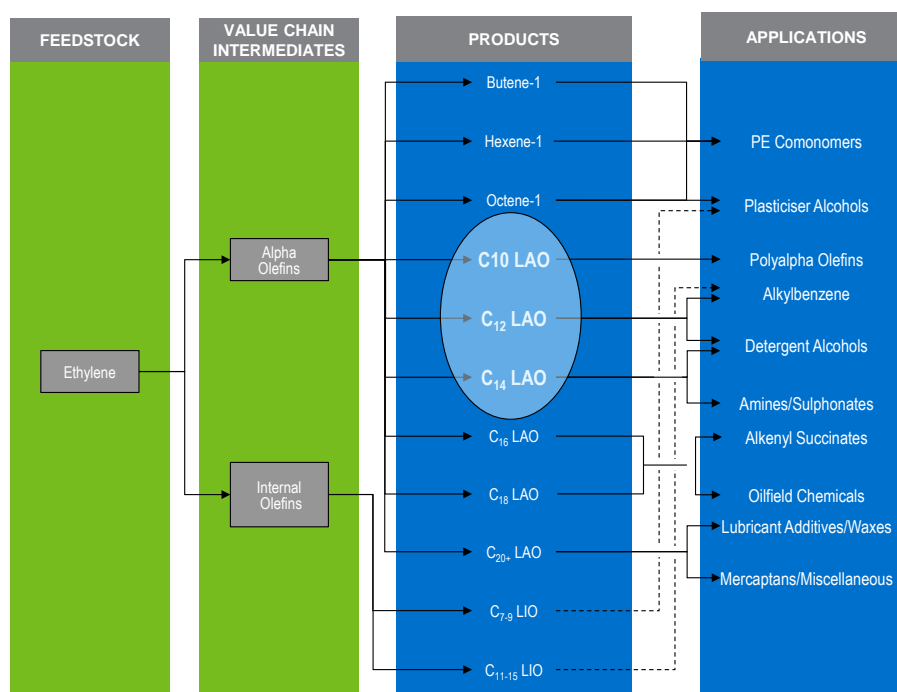 FEEDSTOCK
VALUE CHAIN
INTERMEDIATES
PRODUCTS
APPLICATIONS
Ethylene
Alpha
Olefins
Internal
Olefins
Butene-1
Hexene-1
Octene-1
C10 LAO
C₁₂ LAO
C₁₄ LAO
C₁₆ LAO
C₁₈ LAO
C₂₀₊ LAO
C₇₋₉ LIO
C₁₁₋₁₅ LIO
PE Comonomers
Plasticiser Alcohols
Polyalpha Olefins
Alkylbenzene
Detergent Alcohols
Amines/Sulphonates
Alkenyl Succinates
Oilfield Chemicals
Lubricant Additives/Waxes
Mercaptans/Miscellaneous